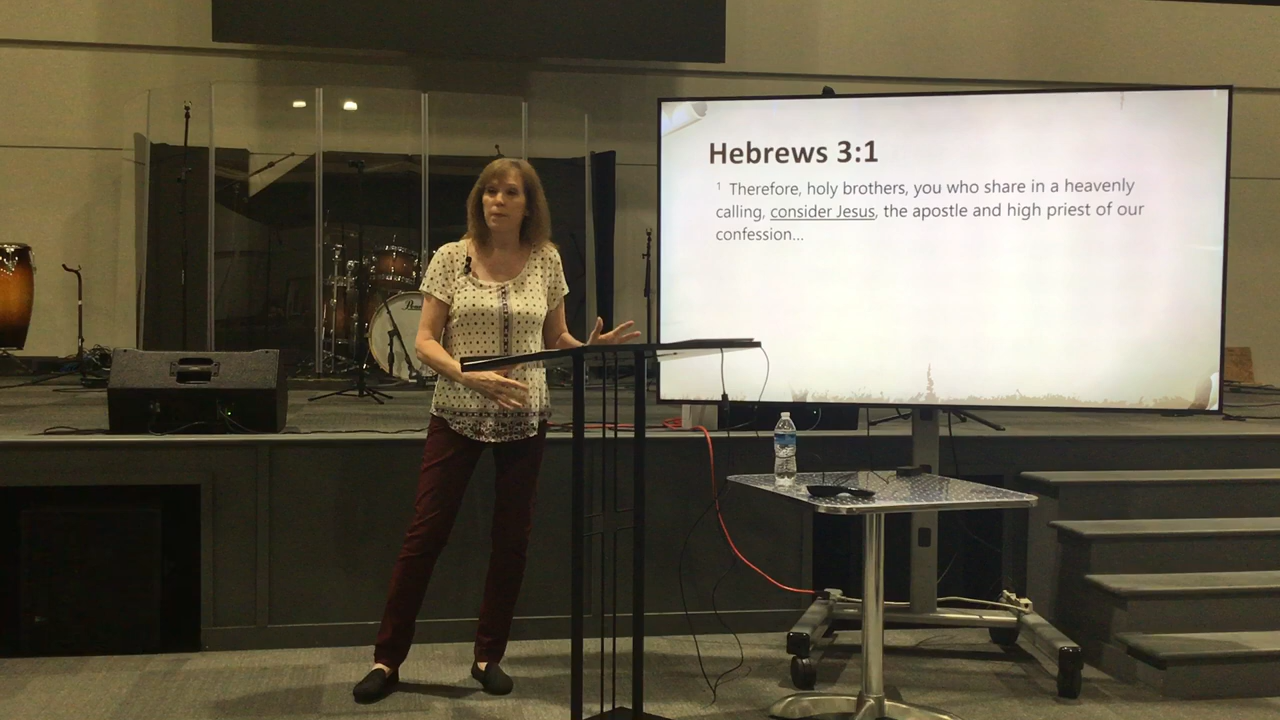 Hebrews 3:1
¹ Therefore, holy brothers, you who share in a heavenly
calling, consider Jesus, the apostle and high priest of our
confession...